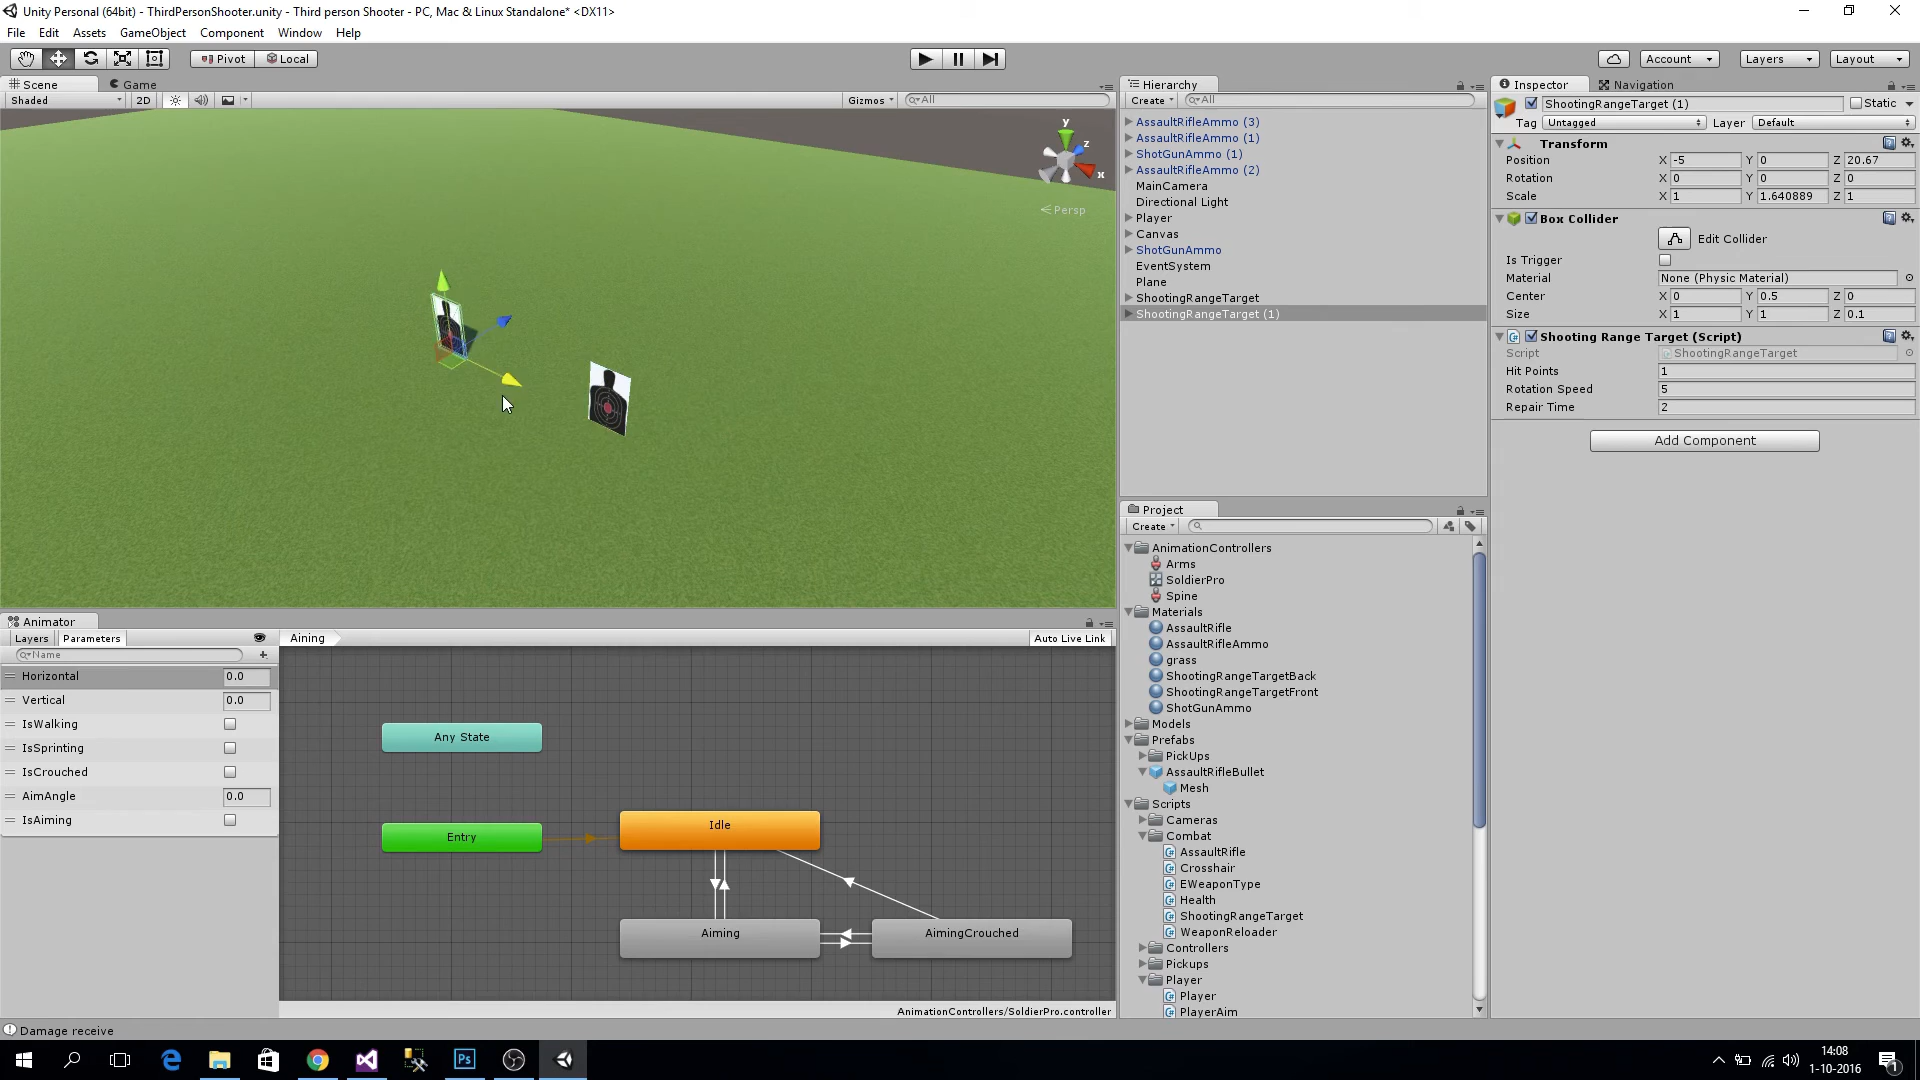 Unity Personal (64bit) - ThirdPersonShooter.unity - Third person Shooter - PC, Mac & Linux Standalone* <DX11>
File Edit Assets GameObject Component Window Help
Pivot Local Account Layers Layout
Scene Game
Shaded 2D Gizmos All
y z x
Persp
Hierarchy
Create All
AssaultRifleAmmo (3)
AssaultRifleAmmo (1)
ShotGunAmmo (1)
AssaultRifleAmmo (2)
MainCamera
Directional Light
Player
Canvas
ShotGunAmmo
EventSystem
Plane
ShootingRangeTarget
ShootingRangeTarget (1)
Inspector Navigation
ShootingRangeTarget (1) Static
Tag Untagged Layer Default
Transform
Position X -5 Y 0 Z 20.67
Rotation X 0 Y 0 Z 0
Scale X 1 Y 1.640889 Z 1
Box Collider
Edit Collider
Is Trigger
Material None (Physic Material)
Center X 0 Y 0.5 Z 0
Size X 1 Y 1 Z 0.1
Shooting Range Target (Script)
Script ShootingRangeTarget
Hit Points 1
Rotation Speed 5
Repair Time 2
Add Component
Project
Create
AnimationControllers
Arms
SoldierPro
Spine
Materials
AssaultRifle
AssaultRifleAmmo
grass
ShootingRangeTargetBack
ShootingRangeTargetFront
ShotGunAmmo
Models
Prefabs
PickUps
AssaultRifleBullet
Mesh
Scripts
Cameras
Combat
AssaultRifle
Crosshair
EWeaponType
Health
ShootingRangeTarget
WeaponReloader
Controllers
Pickups
Player
Player
PlayerAim
Animator
Layers Parameters Aining Auto Live Link
Name
Horizontal 0.0
Vertical 0.0
IsWalking
IsSprinting
IsCrouched
AimAngle 0.0
IsAiming
Any State
Entry
Idle
Aiming
AimingCrouched
AnimationControllers/SoldierPro.controller
Damage receive
Ps
14:08
1-10-2016
1